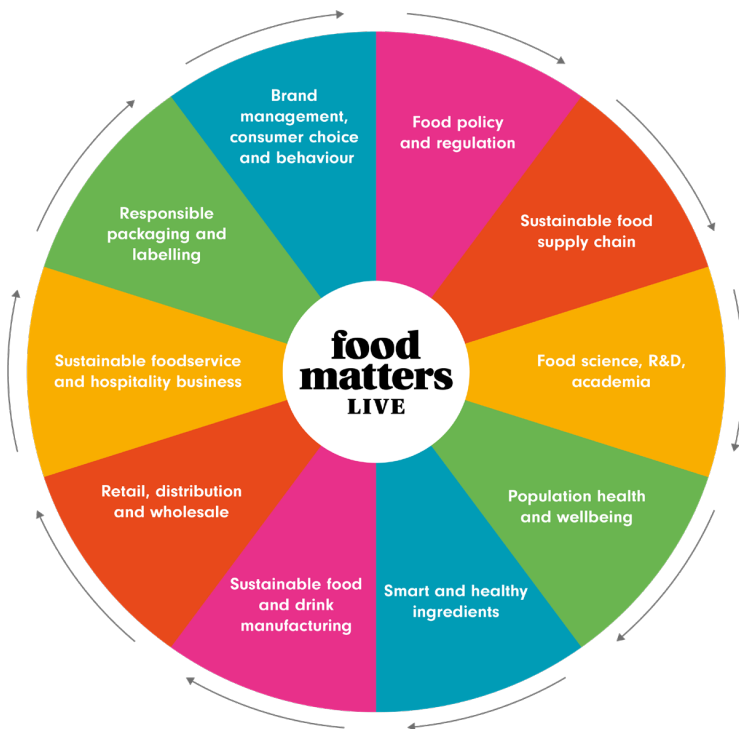 Brand
management,
consumer choice
and behaviour
Food policy
and regulation
Sustainable food
supply chain
Food science, R&D,
academia
Population health
and wellbeing
Smart and healthy
ingredients
Sustainable food
and drink
manufacturing
Retail, distribution
and wholesale
Sustainable foodservice
and hospitality business
Responsible
packaging and
labelling
food
matters
LIVE